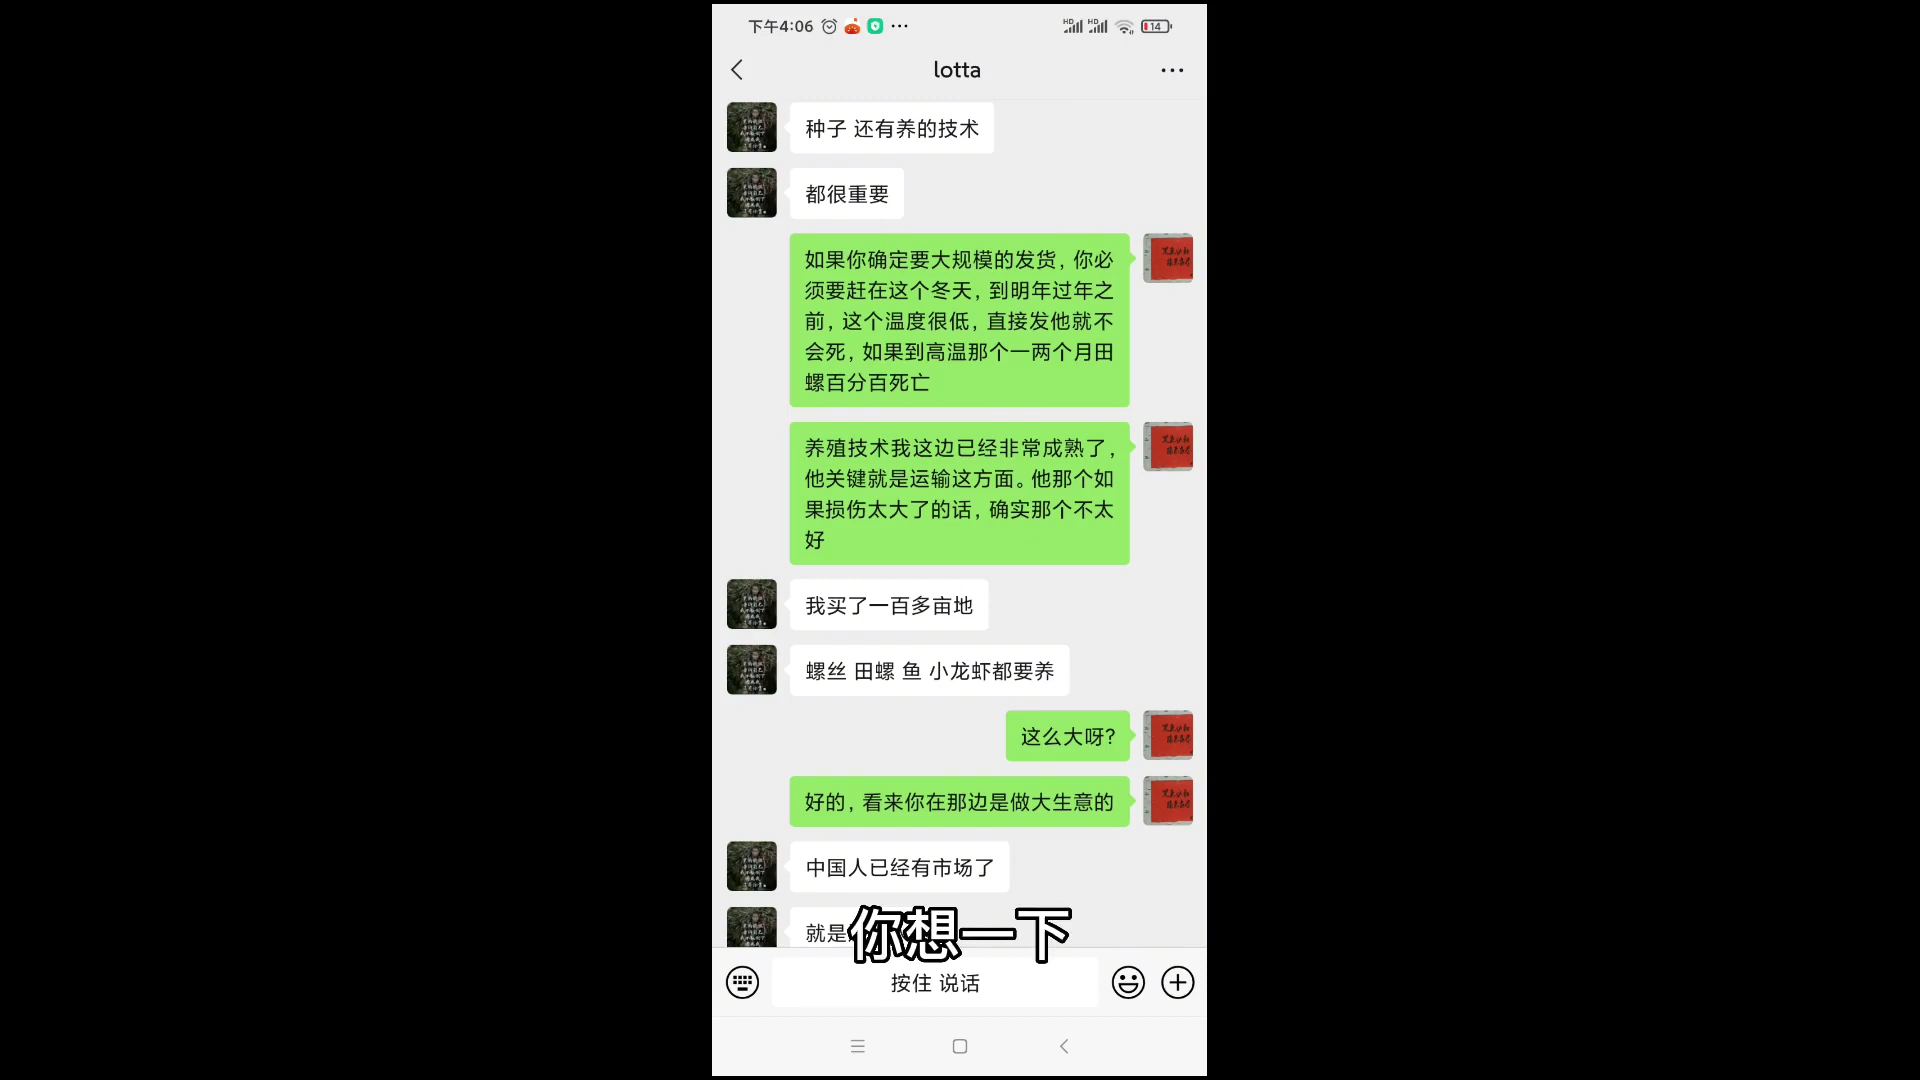 下午4:06
HD
HD
14
lotta
种子 还有养的技术
都很重要
如果你确定要大规模的发货，你必
须要赶在这个冬天，到明年过年之
前，这个温度很低，直接发他就不
会死，如果到高温那个一两个月田
螺百分百死亡
养殖技术我这边已经非常成熟了，
他关键就是运输这方面。他那个如
果损伤太大了的话，确实那个不太
好
我买了一百多亩地
螺丝 田螺 鱼 小龙虾都要养
这么大呀?
好的，看来你在那边是做大生意的
中国人已经有市场了
就是
你想一下
按住 说话